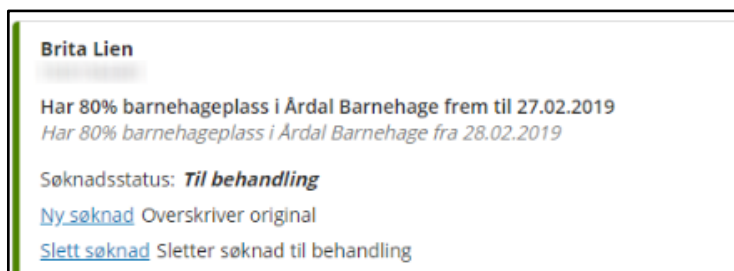 Brita Lien
Har 80% barnehageplass i Årdal Barnehage frem til 27.02.2019
Har 80% barnehageplass i Årdal Barnehage fra 28.02.2019
Søknadsstatus: Til behandling
Ny søknad Overskriver original
Slett søknad Sletter søknad til behandling